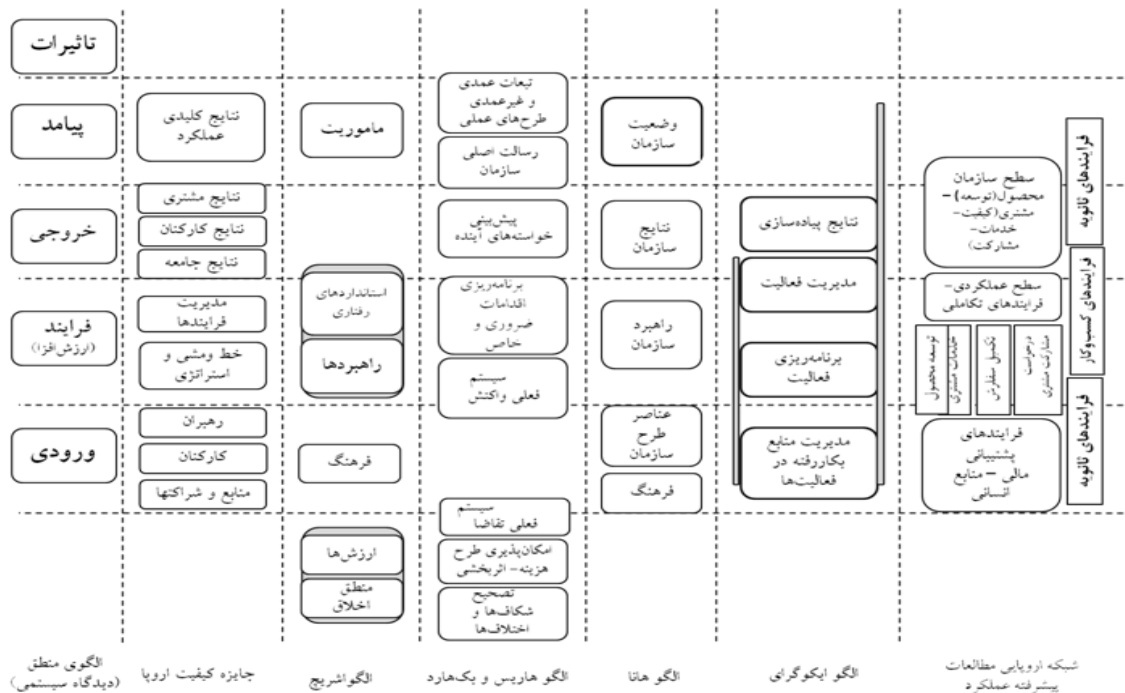 تاثیرات
پیامد
خروجی
فرایند
(ارزش‌افزا)
ورودی
الگوی منطق
(دیدگاه سیستمی)
نتایج کلیدی
عملکرد
نتایج مشتری
نتایج کارکنان
نتایج جامعه
مدیریت
فرایندها
خط ومشی و
استراتژی
رهبران
کارکنان
منابع و شراکتها
جایزه کیفیت اروپا
ماموریت
استانداردهای
رفتاری
راهبردها
فرهنگ
ارزش‌ها
منطق
اخلاق
الگواشریج
تبعات عمدی
و غیرعمدی
طرح‌های عملی
رسالت اصلی
سازمان
پیش‌بینی
خواسته‌های آینده
برنامه‌ریزی
اقدامات
ضروری و
خاص
سیستم
فعلی واکنش
سیستم
فعلی تقاضا
امکان‌پذیری طرح
هزینه- اثربخشی
تصحیح
شکاف‌ها و
اختلاف‌ها
الگو هاریس و یک‌هارد
وضعیت
سازمان
نتایج
سازمان
راهبرد
سازمان
عناصر
طرح
سازمان
فرهنگ
الگو هانا
نتایج پیاده‌سازی
مدیریت فعالیت
برنامه‌ریزی
فعالیت
مدیریت منابع
بکاررفته در
فعالیت‌ها
الگو ایکوگرای
سطح سازمان
محصول(توسعه)-
مشتری(کیفیت-
خدمات-
مشارکت)
سطح عملکردی-
فرایندهای تکاملی
توسعه محصول
خدمات مشتری
تکمیل سفارش
درخواست
مشارکت مشتری
فرایندهای
پشتیبانی
مالی – منابع
انسانی
فرایندهای ثانویه
فرایندهای کسب‌وکار
فرایندهای ثانویه
شبکه اروپایی مطالعات
پیشرفته عملکرد